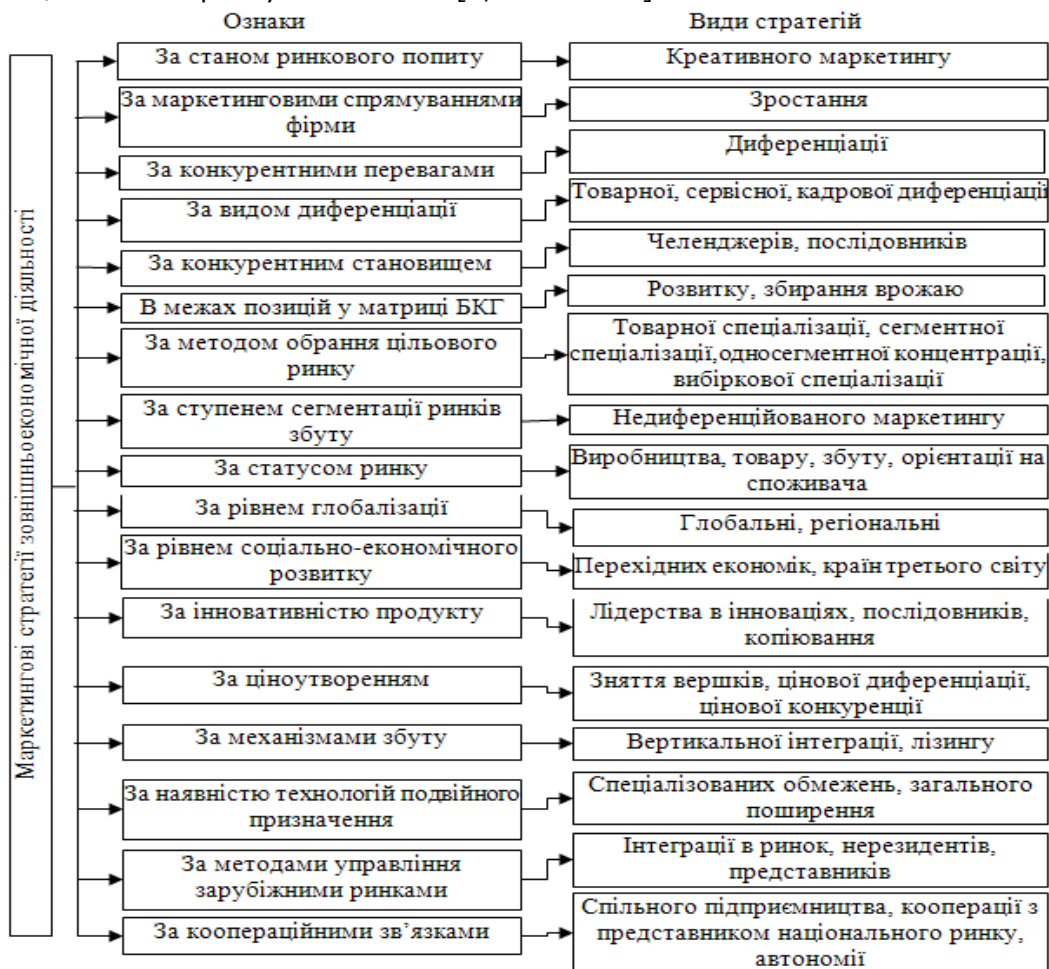 Ознаки
Види стратегій
Маркетингові стратегії зовнішньоекономічної діяльності
За станом ринкового попиту
Креативного маркетингу
За маркетинговими спрямуваннями
фірми
Зростання
За конкурентними перевагами
Диференціації
За видом диференціації
Товарної, сервісної, кадрової диференціації
За конкурентним становищем
Челенджерів, послідовників
В межах позицій у матриці БКГ
Розвитку, збирання врожаю
За методом обрання цільового
ринку
Товарної спеціалізації, сегментної
спеціалізації,односегментної концентрації,
вибіркової спеціалізації
За ступенем сегментації ринків
збуту
Недиференційованого маркетингу
За статусом ринку
Виробництва, товару, збуту, орієнтації на
споживача
За рівнем глобалізації
Глобальні, регіональні
За рівнем соціально-економічного
розвитку
Перехідних економік, країн третього світу
За інновативністю продукту
Лідерства в інноваціях, послідовників,
копіювання
За ціноутворенням
Зняття вершків, цінової диференціації,
цінової конкуренції
За механізмами збуту
Вертикальної інтеграції, лізингу
За наявністю технологій подвійного
призначення
Спеціалізованих обмежень, загального
поширення
За методами управління
зарубіжними ринками
Інтеграції в ринок, нерезидентів,
представників
За коопераційними зв’язками
Спільного підприємництва, кооперації з
представником національного ринку,
автономії